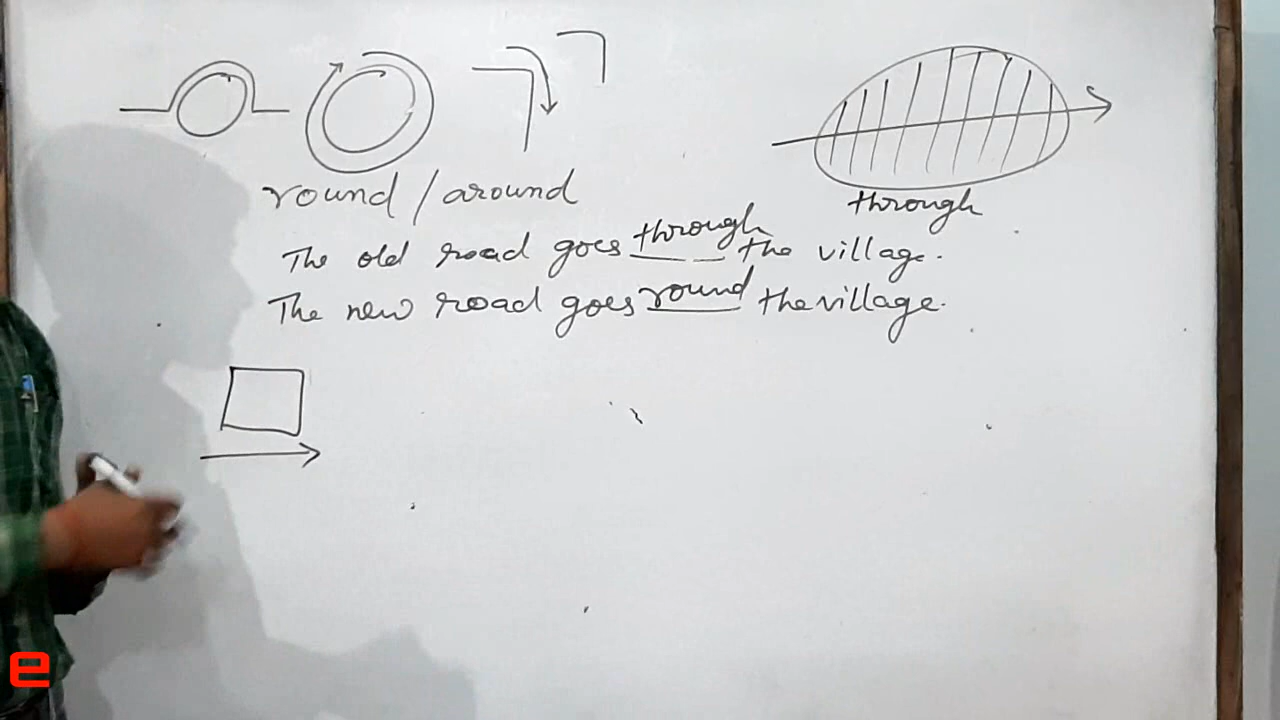 round / around
through
The old road goes through the village.
The new road goes round the village.
e